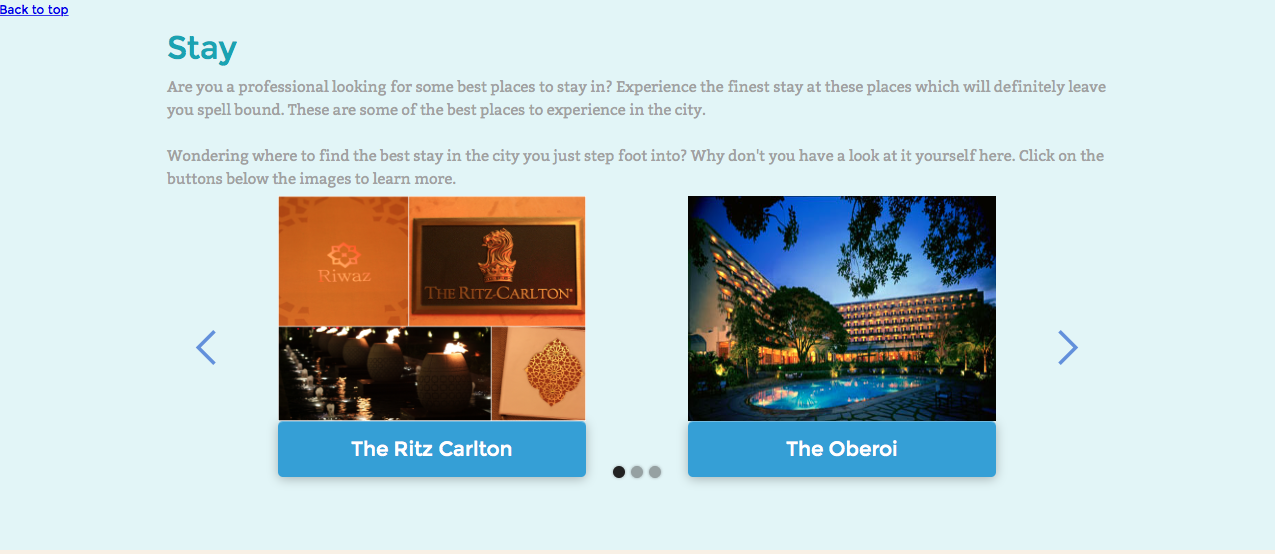 Back to top
Stay
Are you a professional looking for some best places to stay in? Experience the finest stay at these places which will definitely leave
you spell bound. These are some of the best places to experience in the city.
Wondering where to find the best stay in the city you just step foot into? Why don't you have a look at it yourself here. Click on the
buttons below the images to learn more.
Riwaz
THE RITZ-CARLTON®
The Ritz Carlton
The Oberoi